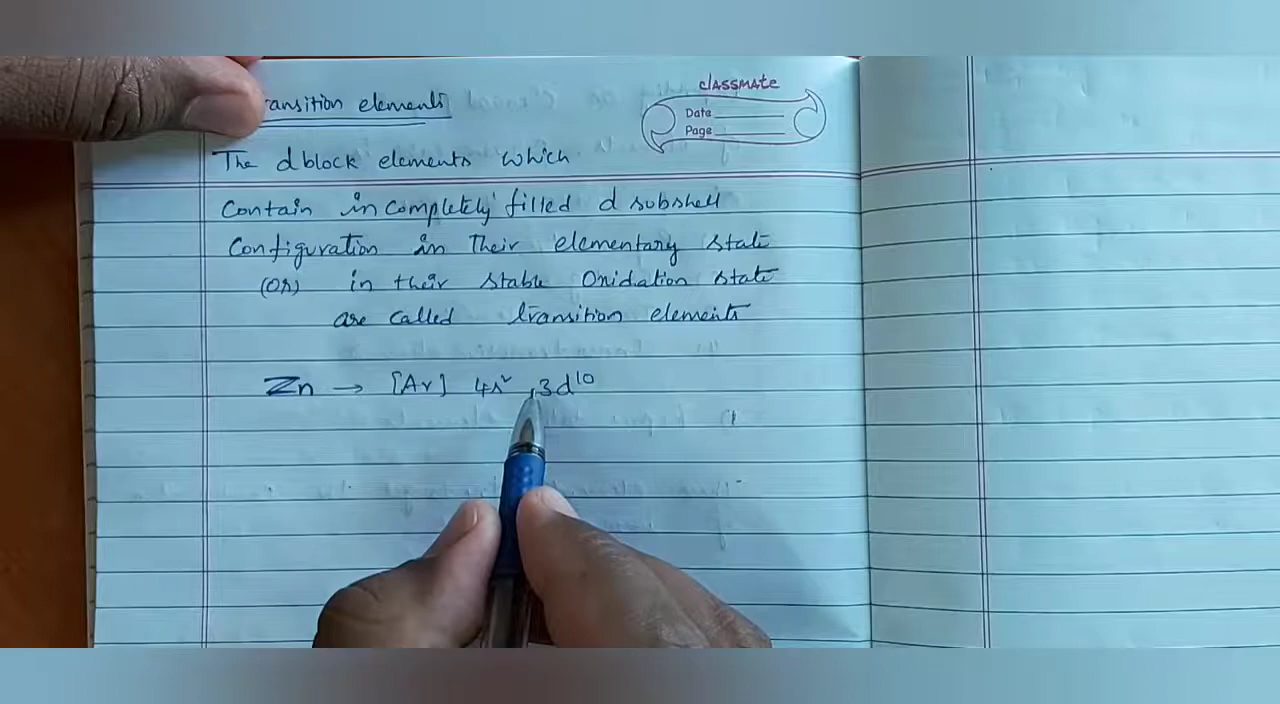 ransition elements
classmate
Date
Page
The d block elements which
Contain incompletely filled d subshell
Configuration in Their elementary state
(OR) in their stable Oxidation state
are called transition elements
Zn → [Ar] 4s² , 3d¹⁰